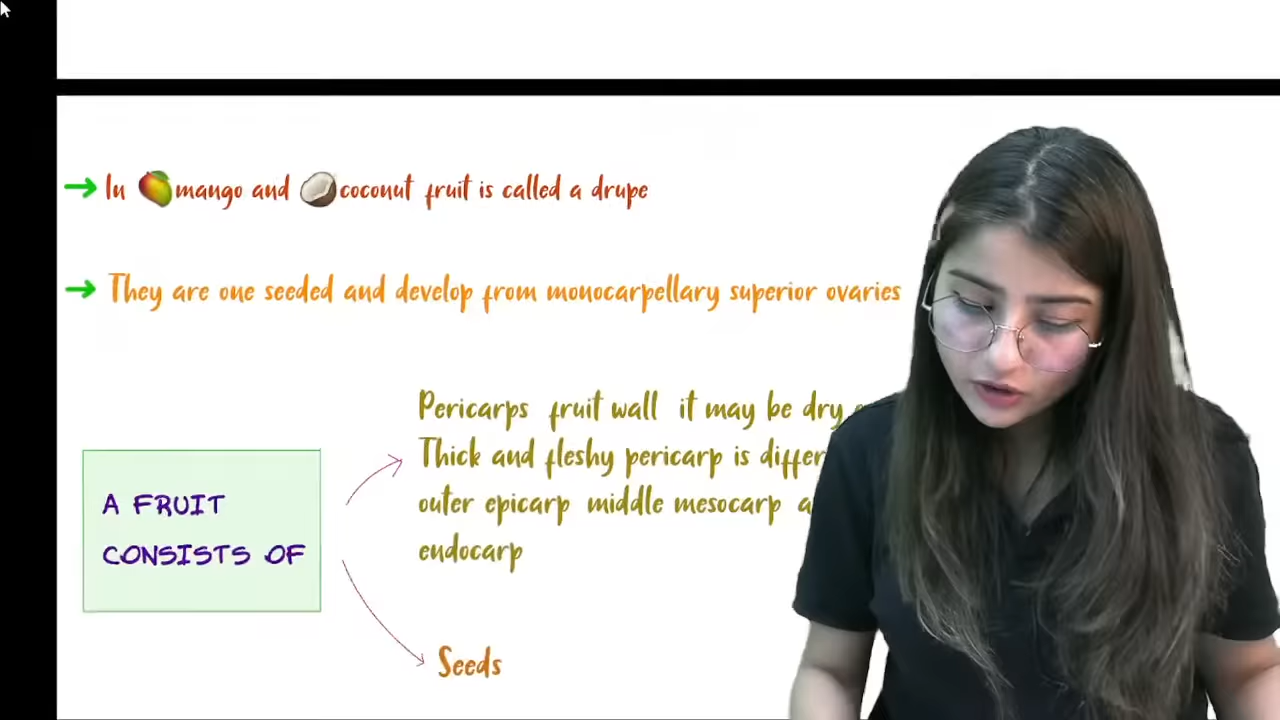 In mango and coconut fruit is called a drupe
They are one seeded and develop from monocarpellary superior ovaries
Pericarps fruit wall it may be dry
Thick and fleshy pericarp is
outer epicarp middle mesocarp
endocarp
A FRUIT
CONSISTS OF
Seeds